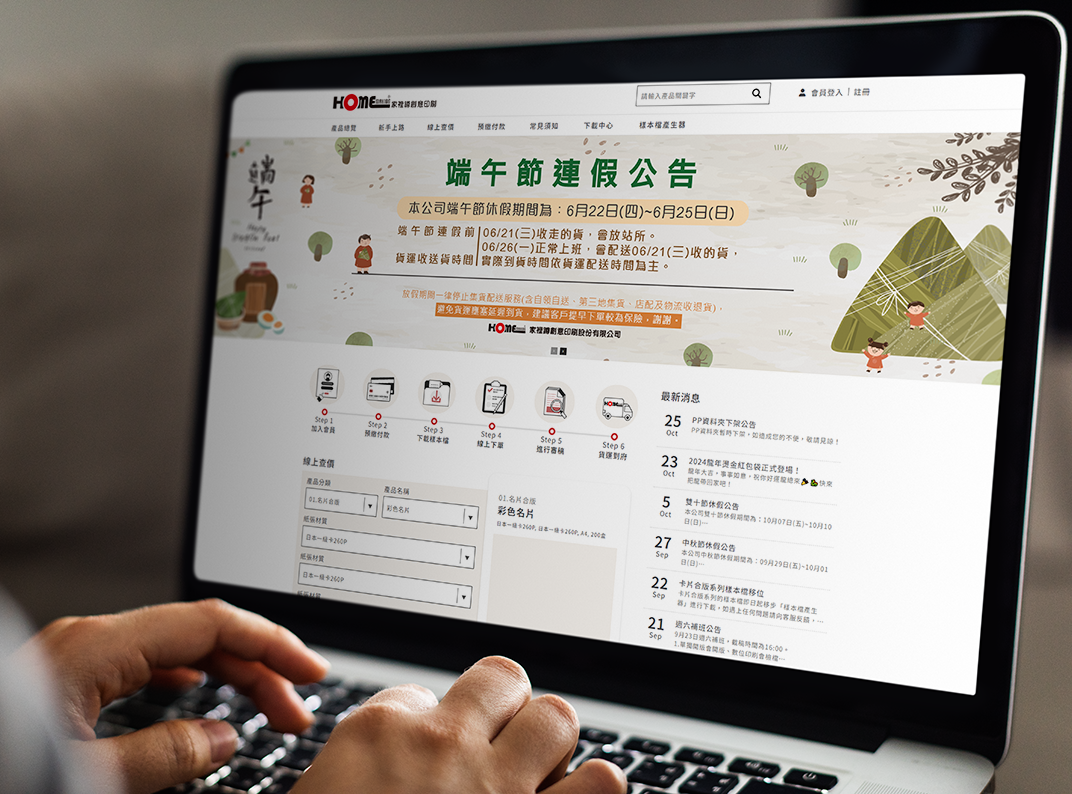 HOME 家裡蹲創意印刷
請輸入產品關鍵字
會員登入 | 註冊
產品總覽 新手上路 線上查價 預繳付款 常見須知 下載中心 樣本檔產生器
端午
端午節連假公告
本公司端午節休假期間為：6月22日(四)~6月25日(日)
端午節連假前 06/21(三)收走的貨，會放站所。
06/26(一)正常上班，會配送06/21(三)收的貨，
貨運收送貨時間 實際到貨時間依貨運配送時間為主。
放假期間一律停止集貨配送服務(含自領自送、第三地集貨、店配及物流收退貨)，
避免貨運壅塞延遲到貨，建議客戶提早下單較為保險，謝謝。
HOME 家裡蹲創意印刷股份有限公司
Step 1
加入會員
Step 2
預繳付款
Step 3
下載樣本檔
Step 4
線上下單
Step 5
進行審稿
Step 6
貨運到府
線上查價
產品分類
01.名片合版
產品名稱
彩色名片
紙張材質
日本一級卡260P
紙張材質
日本一級卡260P
紙張材質
01.名片合版
彩色名片
日本一級卡260P, 日本一級卡260P, A4, 200盒
最新消息
25 Oct
PP資料夾下架公告
PP資料夾暫時下架，如造成您的不便，敬請見諒！
23 Oct
2024龍年燙金紅包袋正式登場！
龍年大吉，事事如意，祝你好運龍總來 快來
把龍帶回家吧！
5 Oct
雙十節休假公告
本公司雙十節休假期間為：10月07日(五)~10月10
日(日)…
27 Sep
中秋節休假公告
本公司中秋節休假期間為：09月29日(五)~10月01
日(日)…
22 Sep
卡片合版系列樣本檔移位
卡片合版系列的樣本檔即日起移步「樣本檔產生
器」進行下載，如遇上任何問題請向客服反饋，…
21 Sep
週六補班公告
9月23日週六補班，截稿時間為16:00。